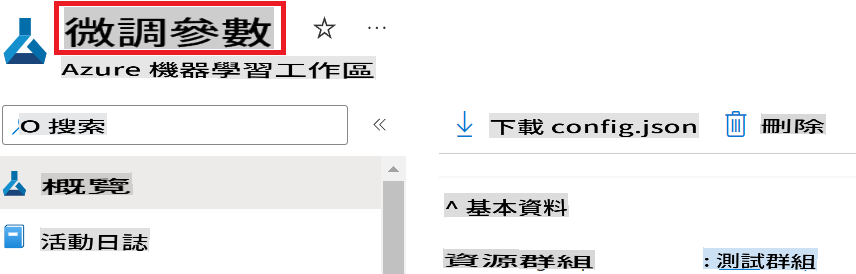 微調參數
Azure 機器學習工作區
搜索
«
概覽
活動日誌
下載 config.json
刪除
^ 基本資料
資源群組 : 測試群組